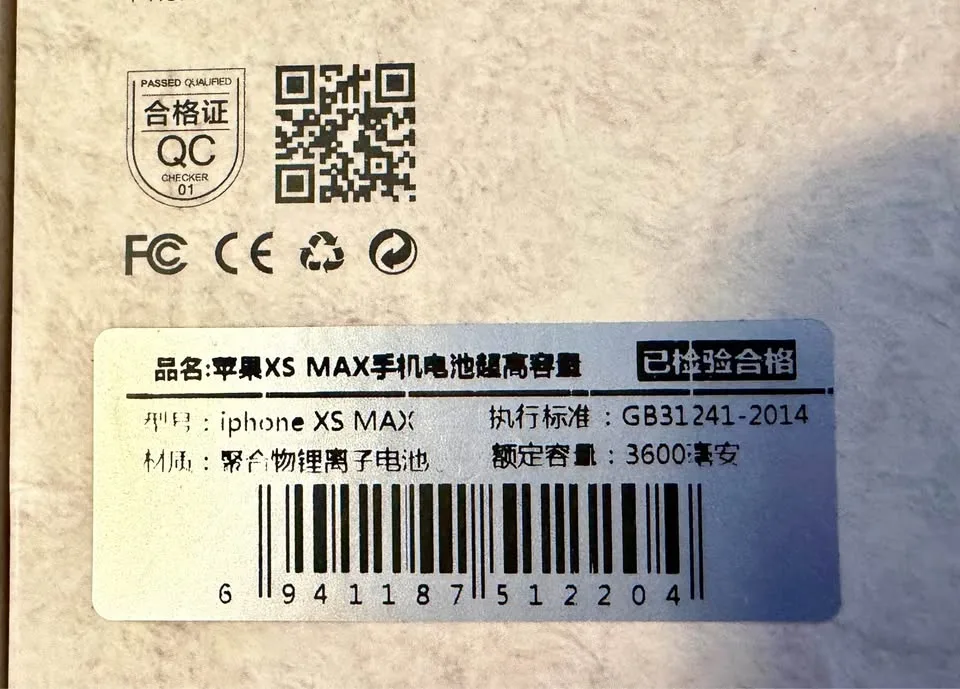 PASSED QUALIFIED
合格证
QC
CHECKER
01
FC CE
品名:苹果XS MAX手机电池超高容量
已检验合格
型号：iphone XS MAX
执行标准：GB31241-2014
材质：聚合物锂离子电池
额定容量：3600毫安
6 941187 512204